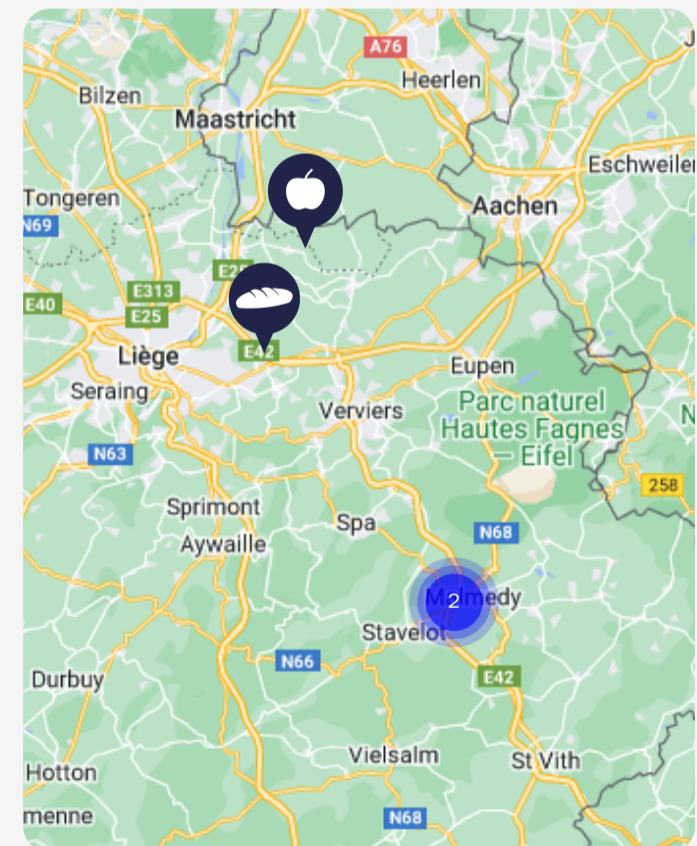 A76
Heerlen
Bilzen
Maastricht
Eschweiler
Tongeren
Aachen
N69
E25
E313
E40
E25
Liège
E42
Eupen
Seraing
Verviers
Parc naturel
Hautes Fagnes
— Eifel
N63
258
Sprimont
Spa
N68
Aywaille
Malmedy
2
Stavelot
N66
E42
Durbuy
Vielsalm
St Vith
Hotton
menne
N68